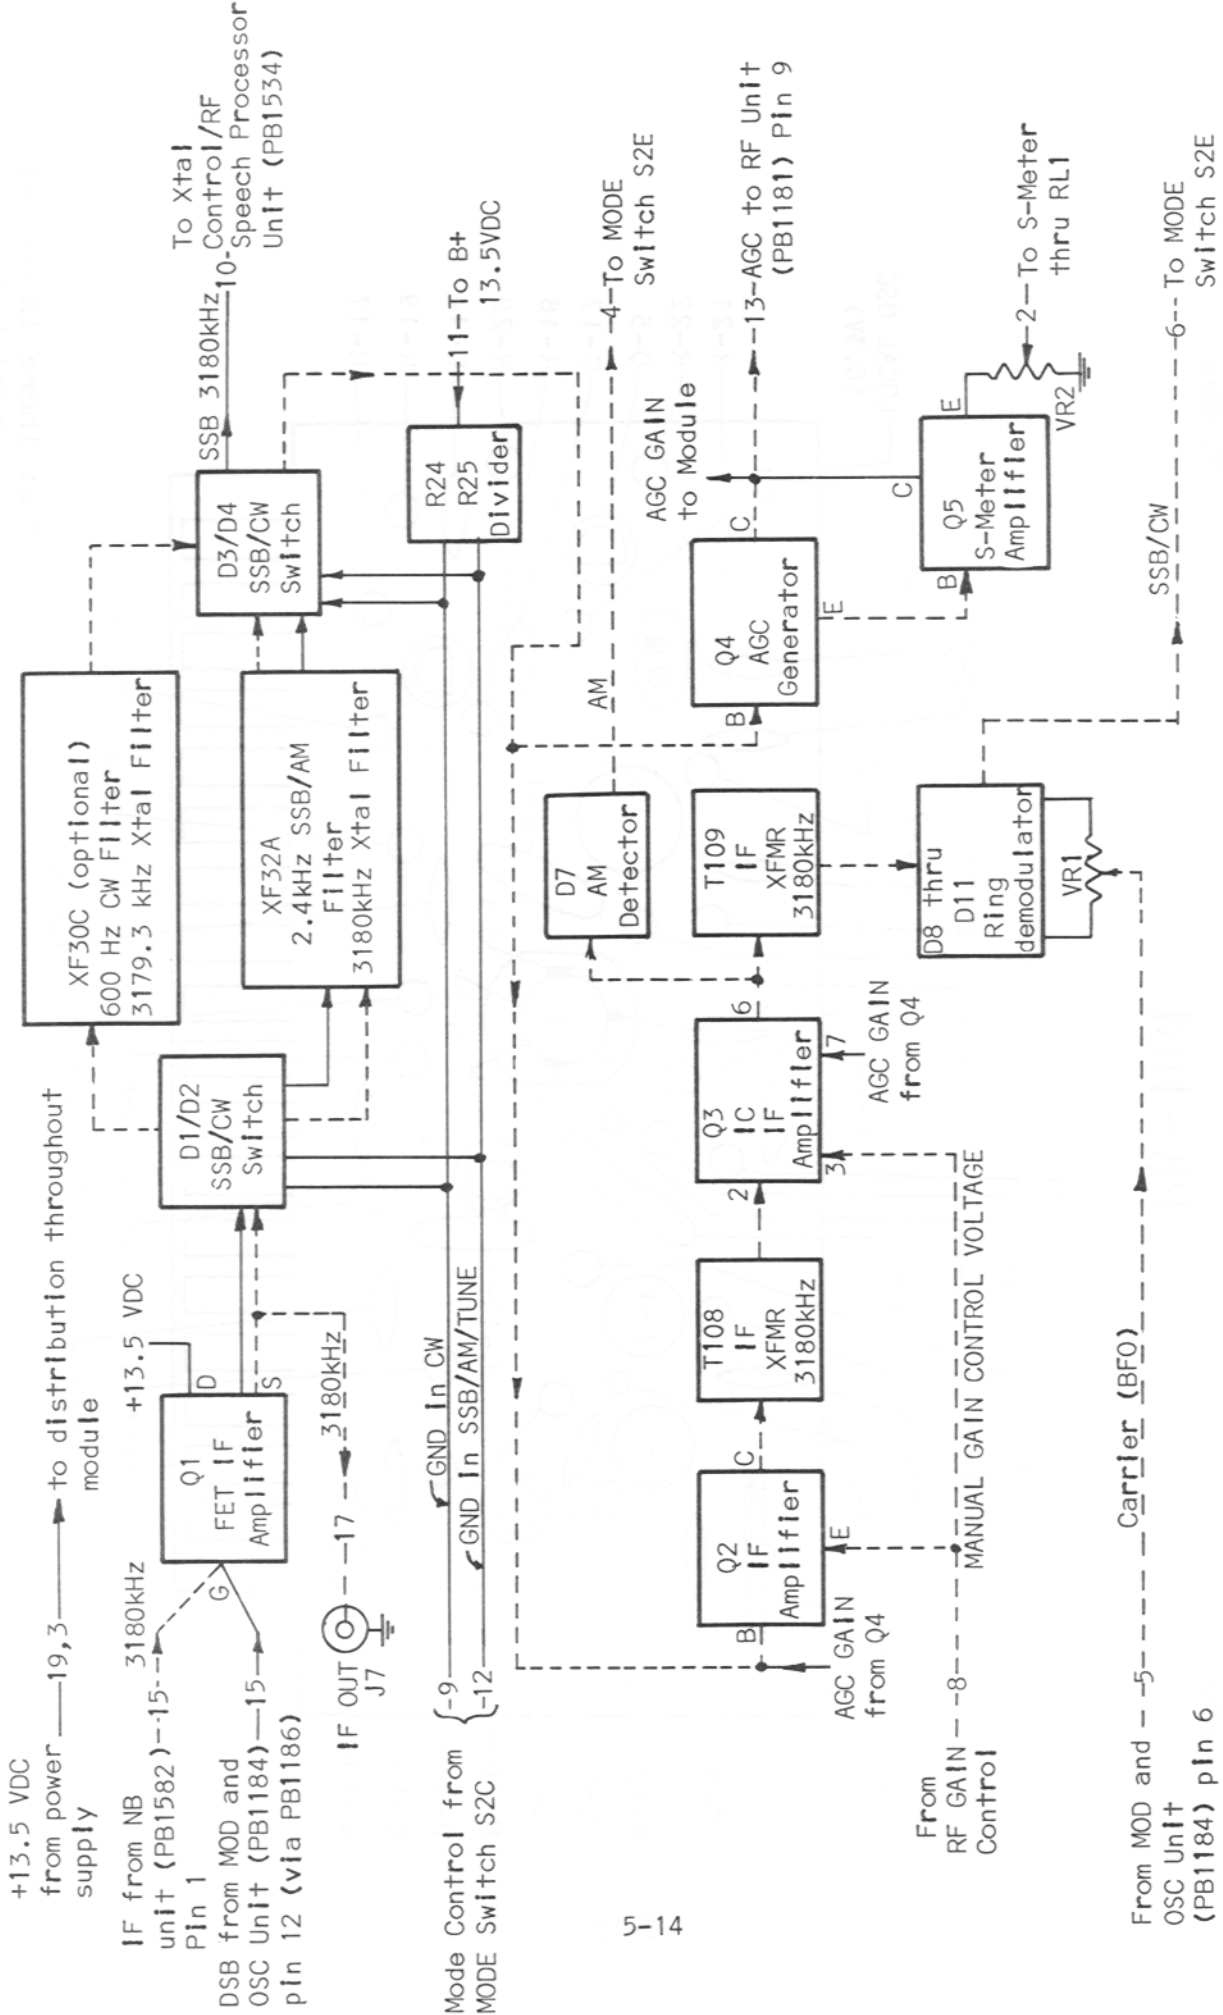 +13.5 VDC
from power
supply
19,3
to distribution throughout
module
IF from NB
unit (PB1582)
Pin 1
15
3180kHz
DSB from MOD and
OSC Unit (PB1184)
pin 12 (via PB1186)
15
G
Q1
FET IF
Amplifier
D
S
+13.5 VDC
IF OUT
J7
17
3180kHz
D1/D2
SSB/CW
Switch
XF30C (optional)
600 Hz CW Filter
3179.3 kHz Xtal Filter
XF32A
2.4kHz SSB/AM
Filter
3180kHz Xtal Filter
D3/D4
SSB/CW
Switch
SSB 3180kHz
10
To Xtal
Control/RF
Speech Processor
Unit (PB1534)
Mode Control from
MODE Switch S2C
9
12
GND in CW
GND in SSB/AM/TUNE
R24
R25
Divider
11
To B+
13.5VDC
D7
AM
Detector
AM
4
To MODE
Switch S2E
AGC GAIN
from Q4
B
Q2
IF
Amplifier
C
E
T108
IF
XFMR
3180kHz
2
Q3
IC
IF
Amplifier
3
7
6
AGC GAIN
from Q4
T109
IF
XFMR
3180kHz
B
Q4
AGC
Generator
C
E
AGC GAIN
to Module
13
AGC to RF Unit
(PB1181) Pin 9
B
Q5
S-Meter
Amplifier
C
E
VR2
2
To S-Meter
thru RL1
From
RF GAIN
Control
8
MANUAL GAIN CONTROL VOLTAGE
D8 thru
D11
Ring
demodulator
VR1
SSB/CW
6
To MODE
Switch S2E
From MOD and
OSC Unit
(PB1184) pin 6
5
Carrier (BFO)
5-14